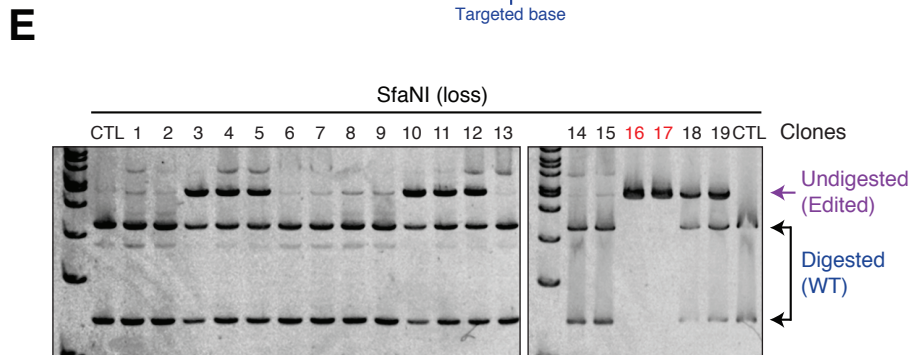 E
Targeted base
SfaNI (loss)
CTL 1 2 3 4 5 6 7 8 9 10 11 12 13 14 15 16 17 18 19 CTL Clones
Undigested
(Edited)
Digested
(WT)